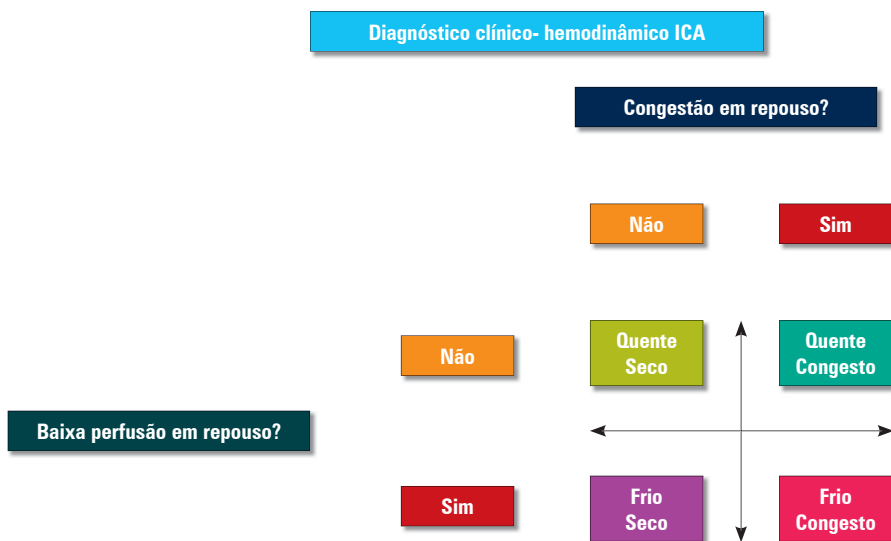 Diagnóstico clínico- hemodinâmico ICA
Congestão em repouso?
Não
Sim
Não
Quente
Seco
Quente
Congesto
Baixa perfusão em repouso?
Sim
Frio
Seco
Frio
Congesto